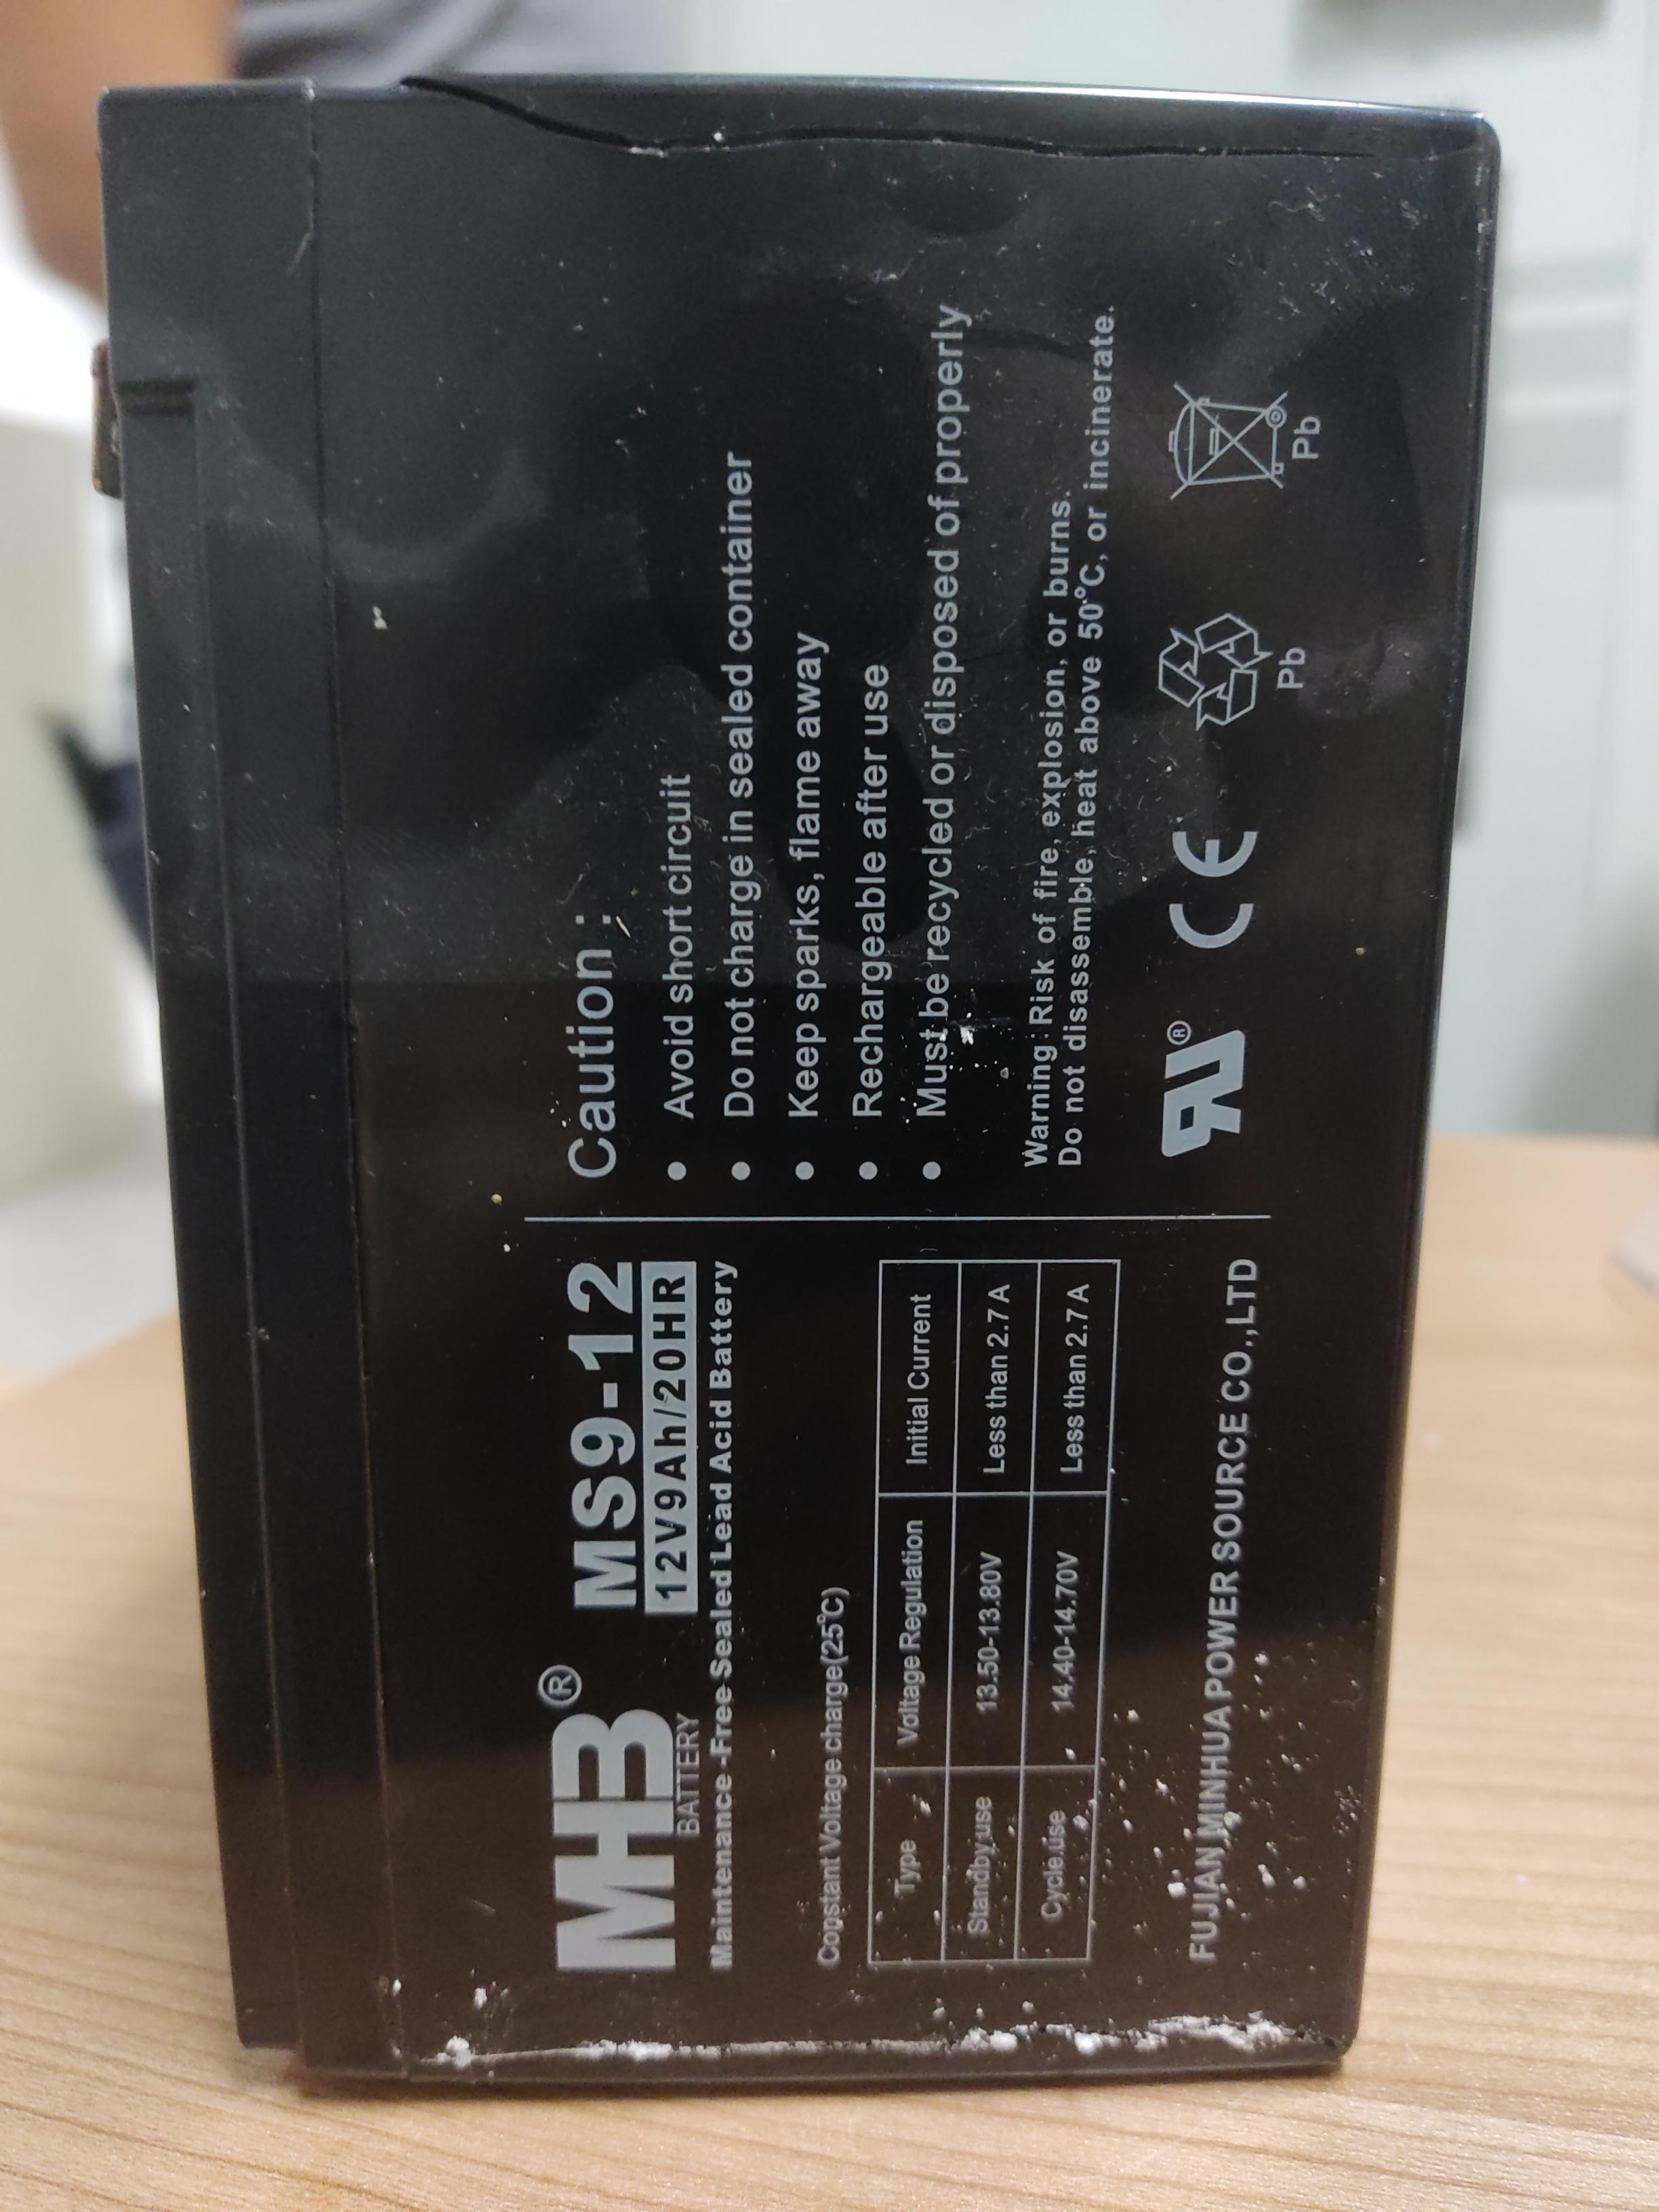 MHB®
BATTERY
MS9-12
12V9Ah/20HR
Maintenance-Free Sealed Lead Acid Battery
Constant Voltage charge(25℃)
Type Voltage Regulation Initial Current
Standby use 13.50-13.80V Less than 2.7A
Cycle use 14.40-14.70V Less than 2.7A
FUJIAN MINHUA POWER SOURCE CO.,LTD
Caution :
• Avoid short circuit
• Do not charge in sealed container
• Keep sparks, flame away
• Rechargeable after use
• Must be recycled or disposed of properly
Warning : Risk of fire, explosion, or burns.
Do not disassemble, heat above 50℃, or incinerate.
RU® CE Pb Pb